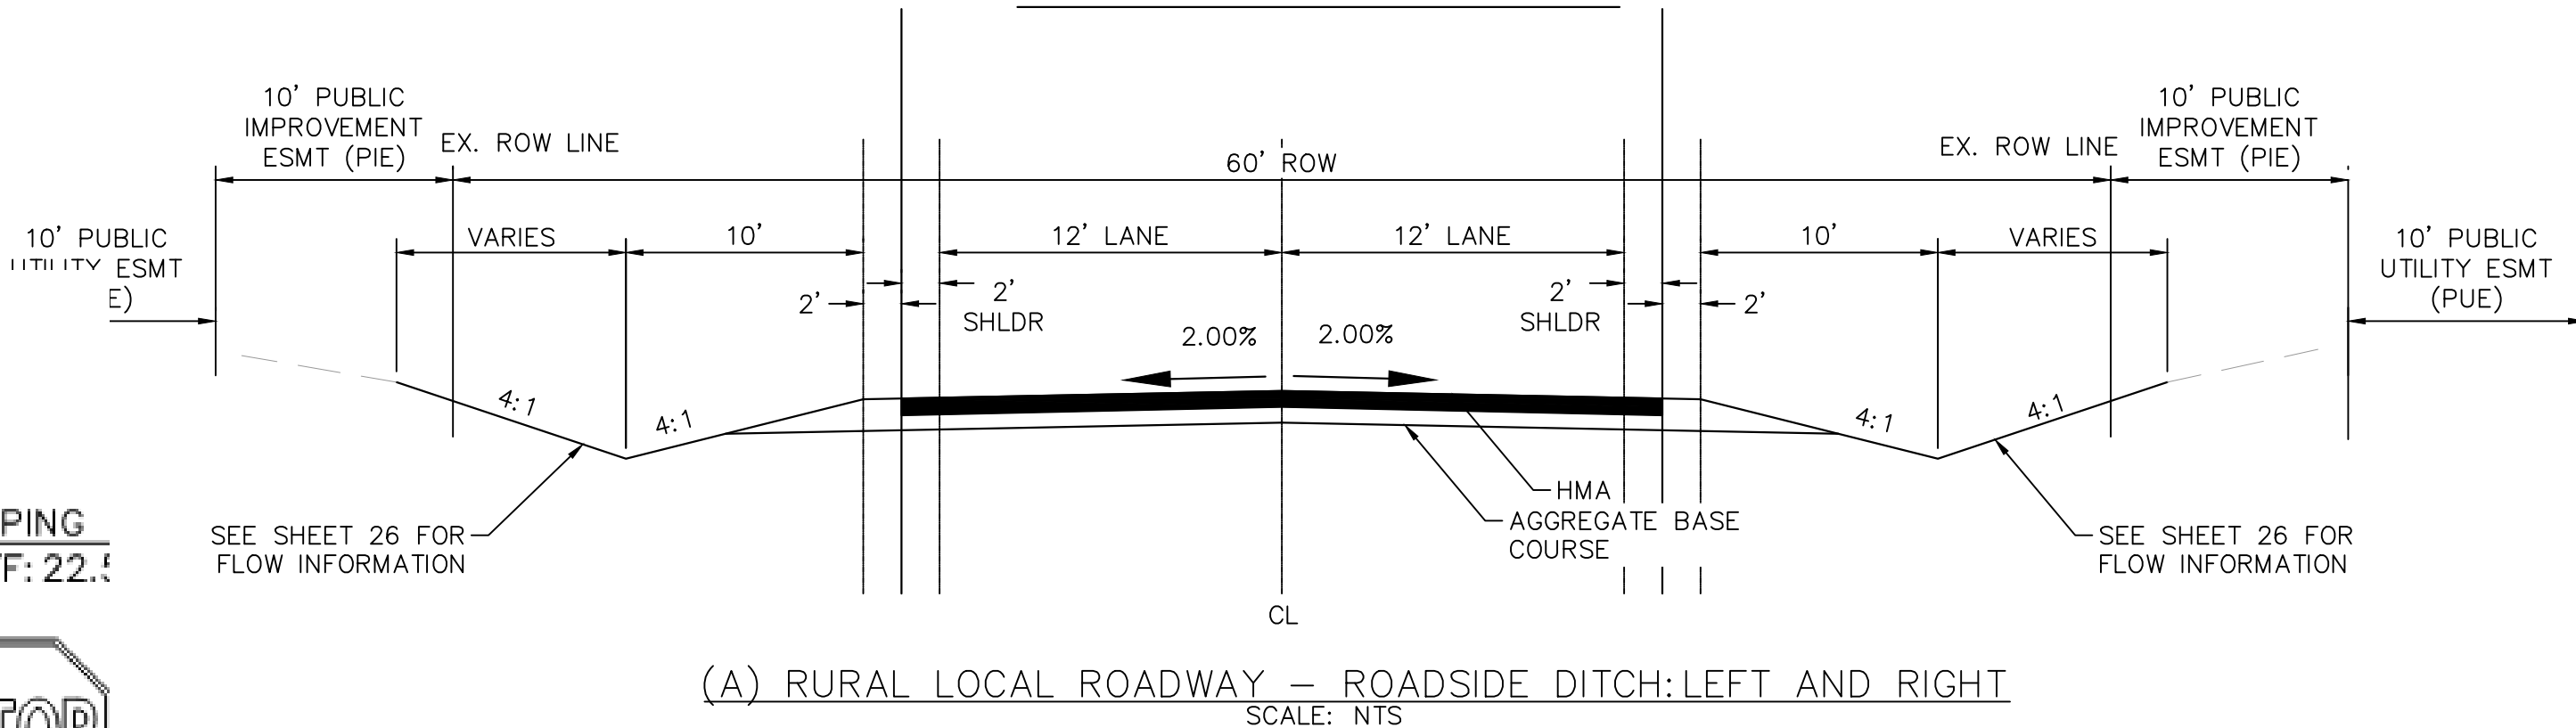 10' PUBLIC
IMPROVEMENT
ESMT (PIE)
EX. ROW LINE
60' ROW
EX. ROW LINE
10' PUBLIC
IMPROVEMENT
ESMT (PIE)
10' PUBLIC
UTILITY ESMT
E)
VARIES
10'
12' LANE
12' LANE
10'
VARIES
10' PUBLIC
UTILITY ESMT
(PUE)
2'
2'
SHLDR
2'
SHLDR
2'
2.00%
2.00%
4:1
4:1
4:1
4:1
HMA
AGGREGATE BASE
COURSE
SEE SHEET 26 FOR
FLOW INFORMATION
SEE SHEET 26 FOR
FLOW INFORMATION
PING
F: 22.5
CL
TOP
(A) RURAL LOCAL ROADWAY – ROADSIDE DITCH: LEFT AND RIGHT
SCALE: NTS